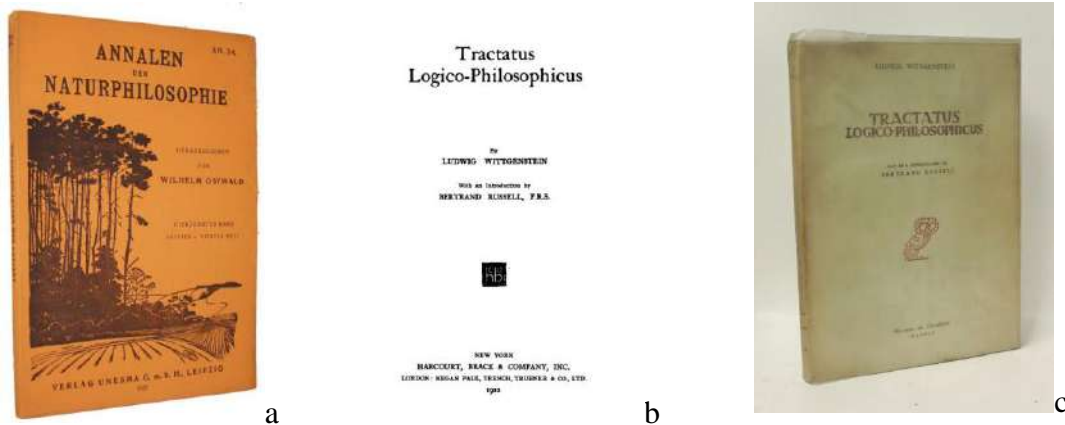 ANNALEN
DER
NATURPHILOSOPHIE
HERAUSGEGEBEN
VON
WILHELM OSTWALD
VERLAG UNESMA G. m. b. H., LEIPZIG
a
Tractatus
Logico-Philosophicus
By
LUDWIG WITTGENSTEIN
With an Introduction by
BERTRAND RUSSELL, F.R.S.
NEW YORK
HARCOURT, BRACE & COMPANY, INC.
LONDON: KEGAN PAUL, TRENCH, TRUBNER & CO., LTD.
1922
b
LUDWIG WITTGENSTEIN
TRACTATUS
LOGICO-PHILOSOPHICUS
BERTRAND RUSSELL
c